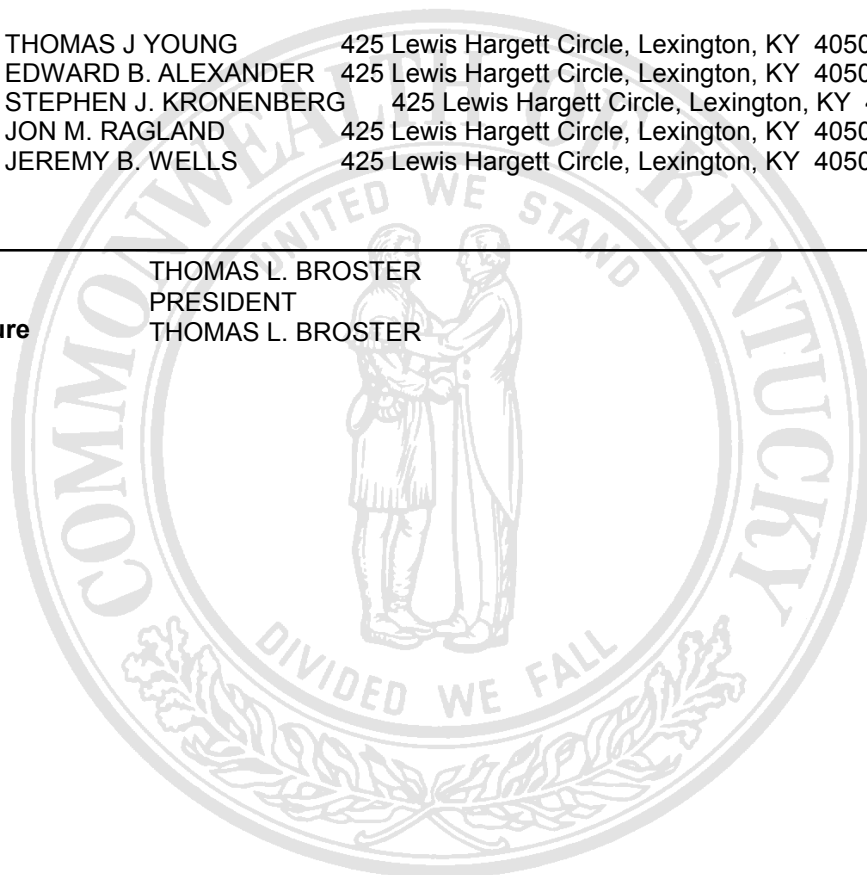 THOMAS J YOUNG 425 Lewis Hargett Circle, Lexington, KY 4050
EDWARD B. ALEXANDER 425 Lewis Hargett Circle, Lexington, KY 4050
STEPHEN J. KRONENBERG 425 Lewis Hargett Circle, Lexington, KY
JON M. RAGLAND 425 Lewis Hargett Circle, Lexington, KY 4050
JEREMY B. WELLS 425 Lewis Hargett Circle, Lexington, KY 4050
THOMAS L. BROSTER
PRESIDENT
ure THOMAS L. BROSTER
COMMONWEALTH OF KENTUCKY
UNITED WE STAND
DIVIDED WE FALL